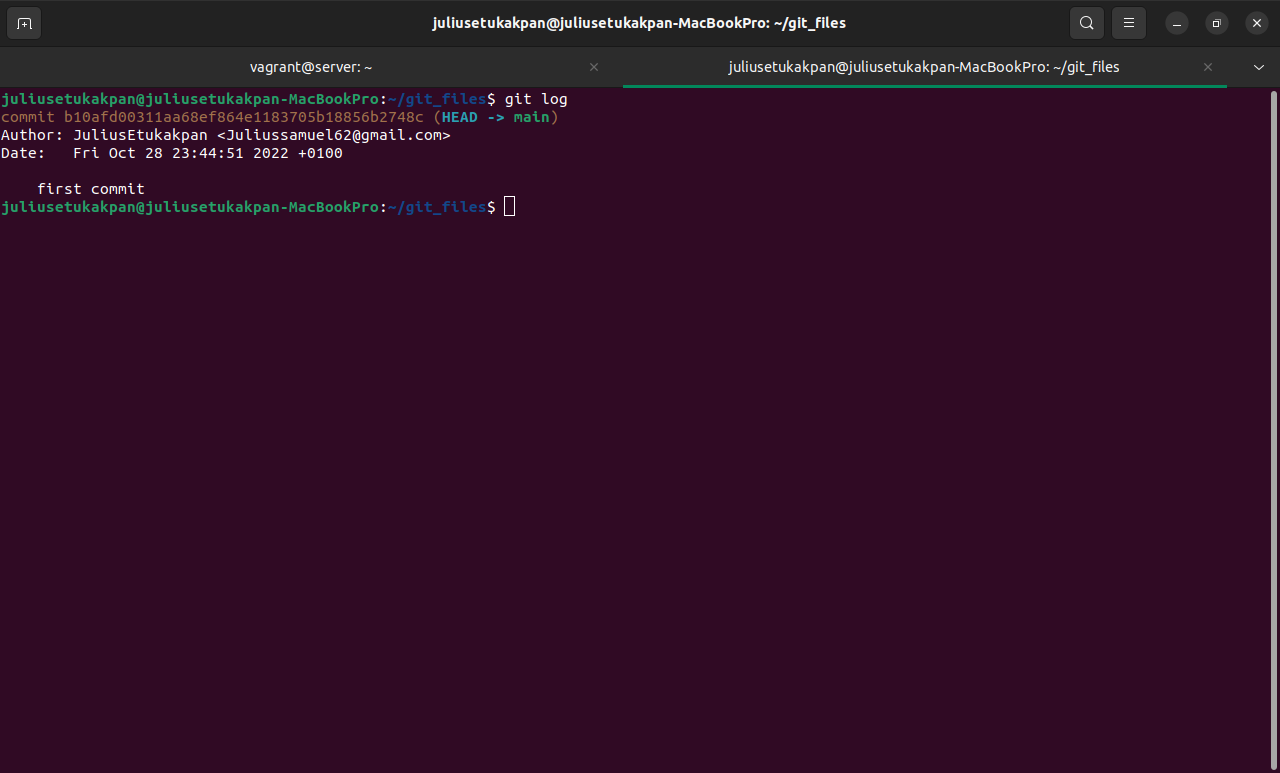 juliusetukakpan@juliusetukakpan-MacBookPro: ~/git_files
vagrant@server: ~
juliusetukakpan@juliusetukakpan-MacBookPro: ~/git_files
juliusetukakpan@juliusetukakpan-MacBookPro:~/git_files$ git log
commit b10afd00311aa68ef864e1183705b18856b2748c (HEAD -> main)
Author: JuliusEtukakpan <Juliussamuel62@gmail.com>
Date:   Fri Oct 28 23:44:51 2022 +0100
    first commit
juliusetukakpan@juliusetukakpan-MacBookPro:~/git_files$